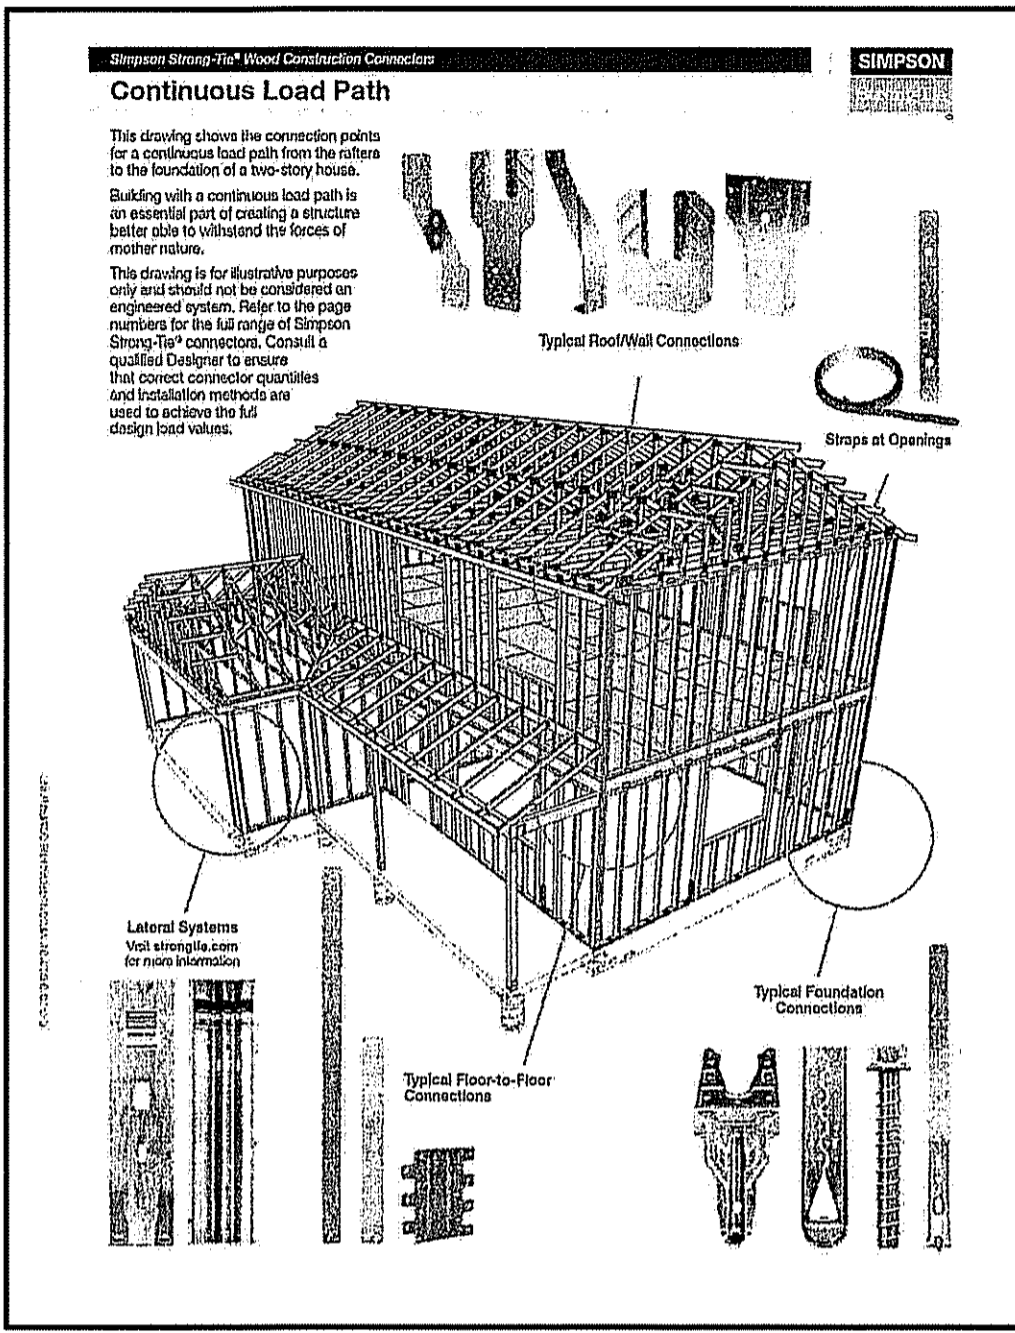 Simpson Strong-Tie® Wood Construction Connectors
SIMPSON
Continuous Load Path
This drawing shows the connection points
for a continuous load path from the rafters
to the foundation of a two-story house.
Building with a continuous load path is
an essential part of creating a structure
better able to withstand the forces of
mother nature.
This drawing is for illustrative purposes
only and should not be considered an
engineered system. Refer to the page
numbers for the full range of Simpson
Strong-Tie® connectors. Consult a
qualified Designer to ensure
that correct connector quantities
and installation methods are
used to achieve the full
design load values.
Typical Roof/Wall Connections
Straps at Openings
Lateral Systems
Visit strongtie.com
for more information
Typical Floor-to-Floor
Connections
Typical Foundation
Connections